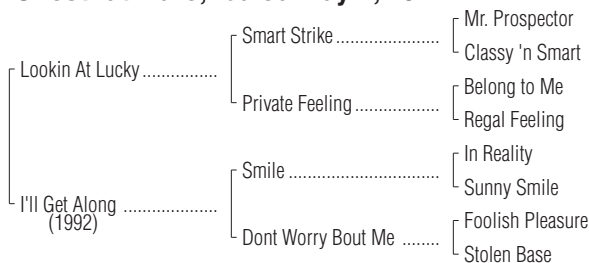 Mr. Prospector
Smart Strike ........................
Classy 'n Smart
Lookin At Lucky ................
Belong to Me
Private Feeling ...................
Regal Feeling
In Reality
Smile ..................................
Sunny Smile
I'll Get Along .....................
(1992)
Foolish Pleasure
Dont Worry Bout Me ........
Stolen Base